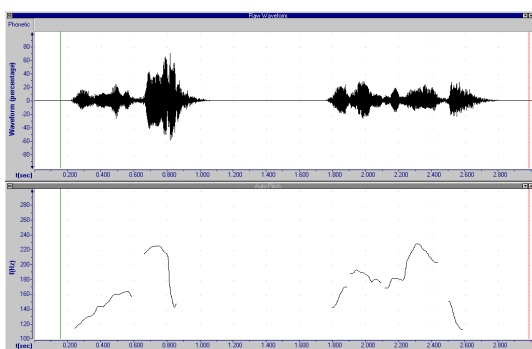 Raw Waveform
Phonetic
Waveform (percentage)
80-
60-
40-
20-
0-
-20-
-40-
-60-
-80-
t[sec] 0.200 0.400 0.600 0.800 1.000 1.200 1.400 1.600 1.800 2.000 2.200 2.400 2.600 2.800
Auto Pitch
f(Hz)
280-
260-
240-
220-
200-
180-
160-
140-
120-
100-
t[sec] 0.200 0.400 0.600 0.800 1.000 1.200 1.400 1.600 1.800 2.000 2.200 2.400 2.600 2.800